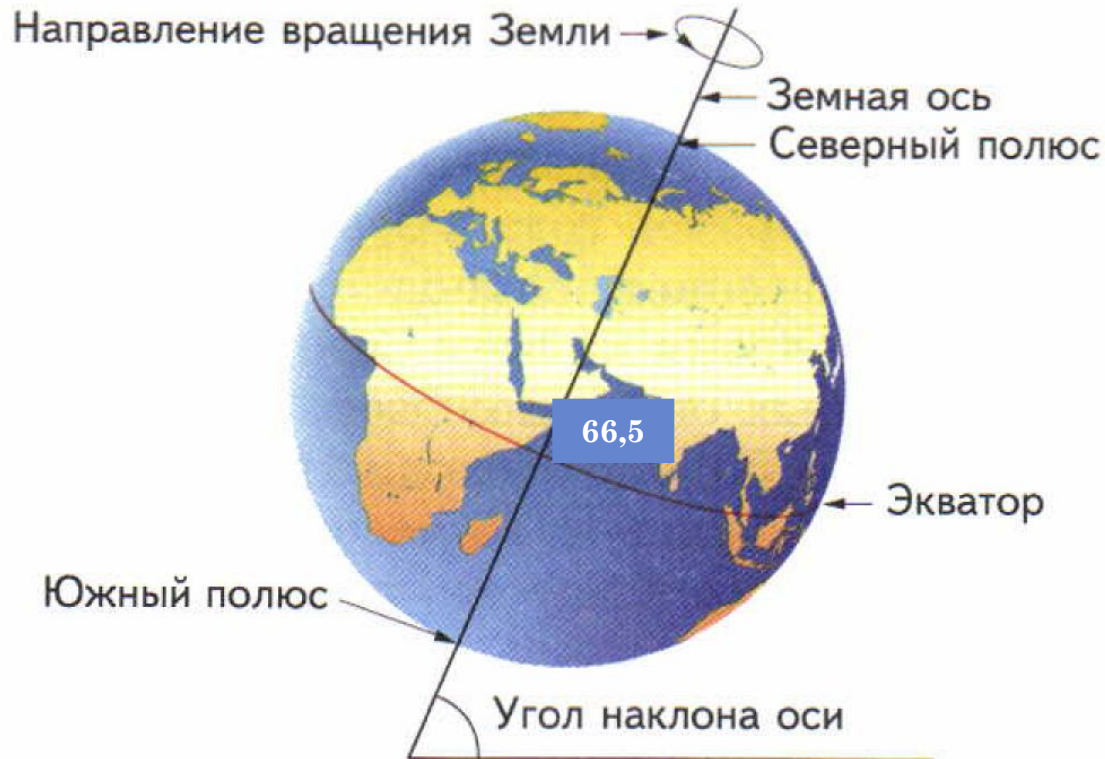 Направление вращения Земли
Земная ось
Северный полюс
66,5
Экватор
Южный полюс
Угол наклона оси